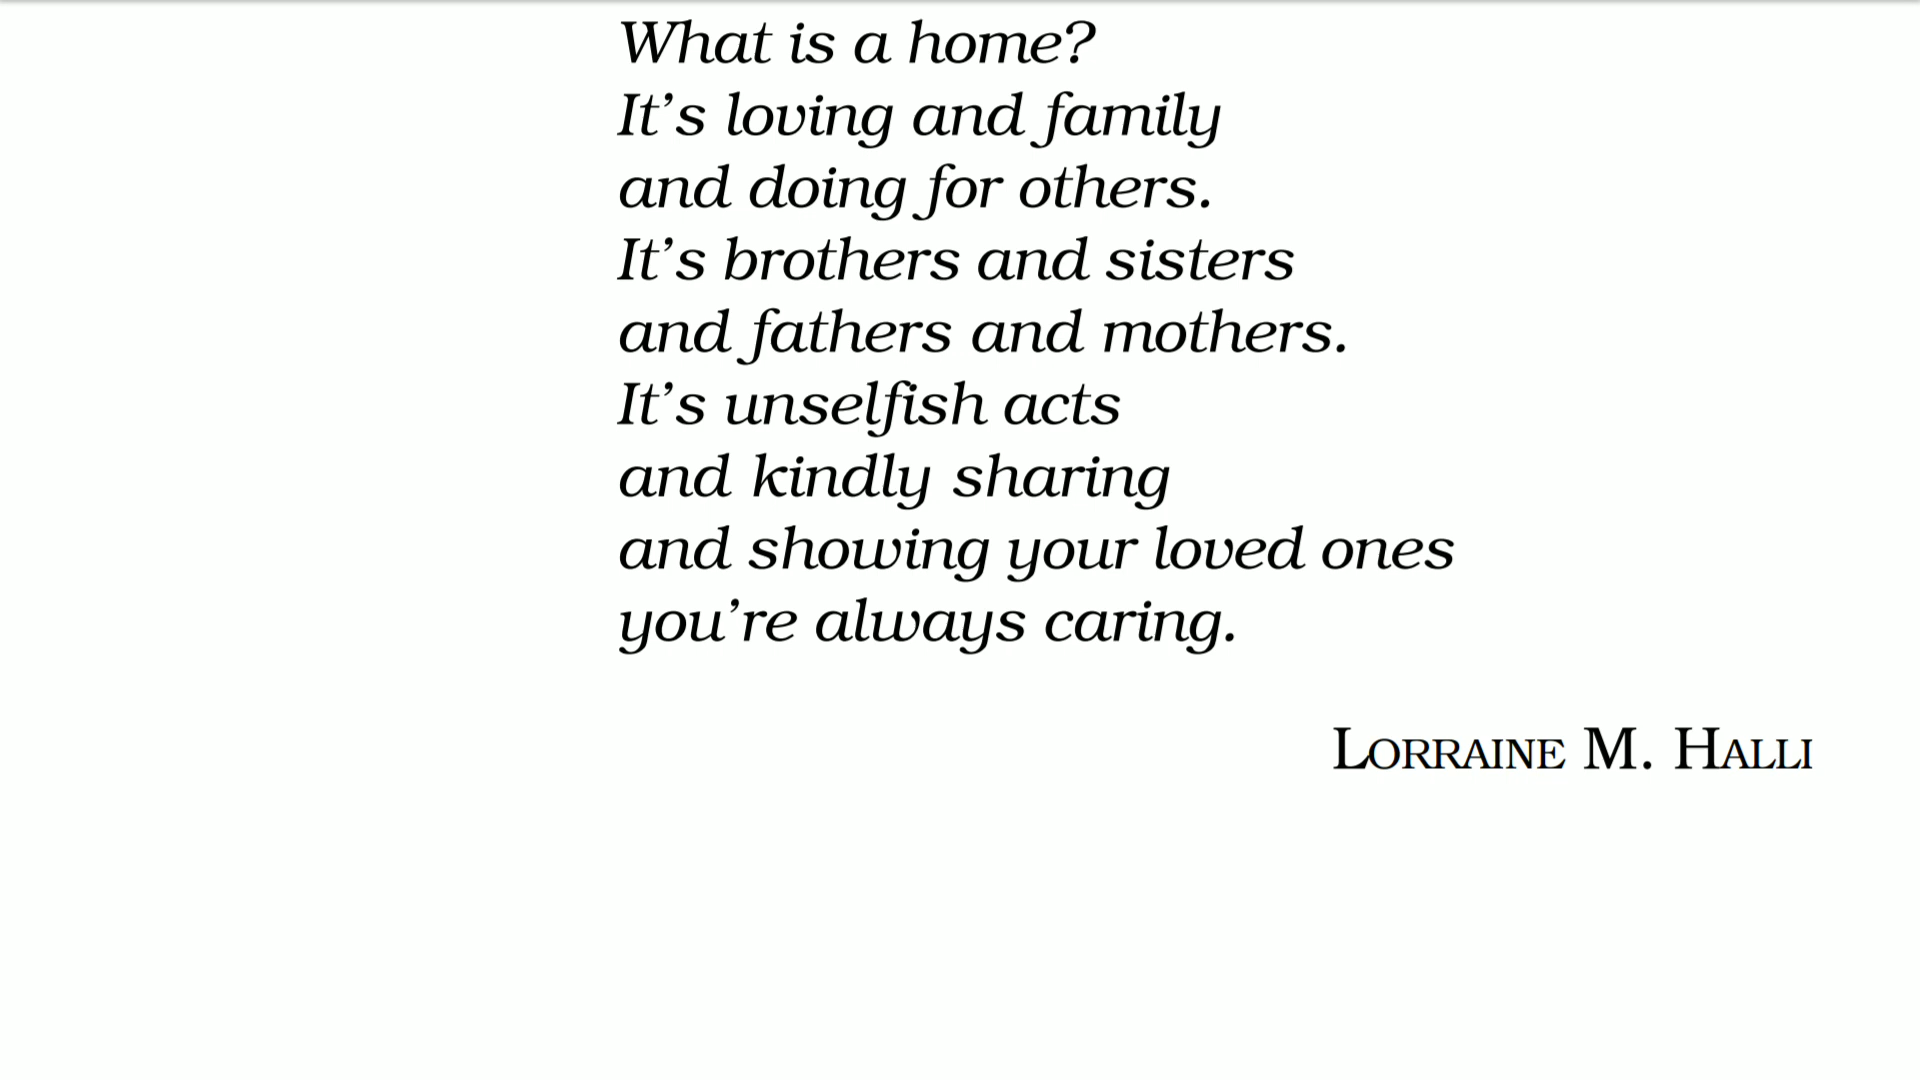 What is a home?
It’s loving and family
and doing for others.
It’s brothers and sisters
and fathers and mothers.
It’s unselfish acts
and kindly sharing
and showing your loved ones
you’re always caring.
LORRAINE M. HALLI